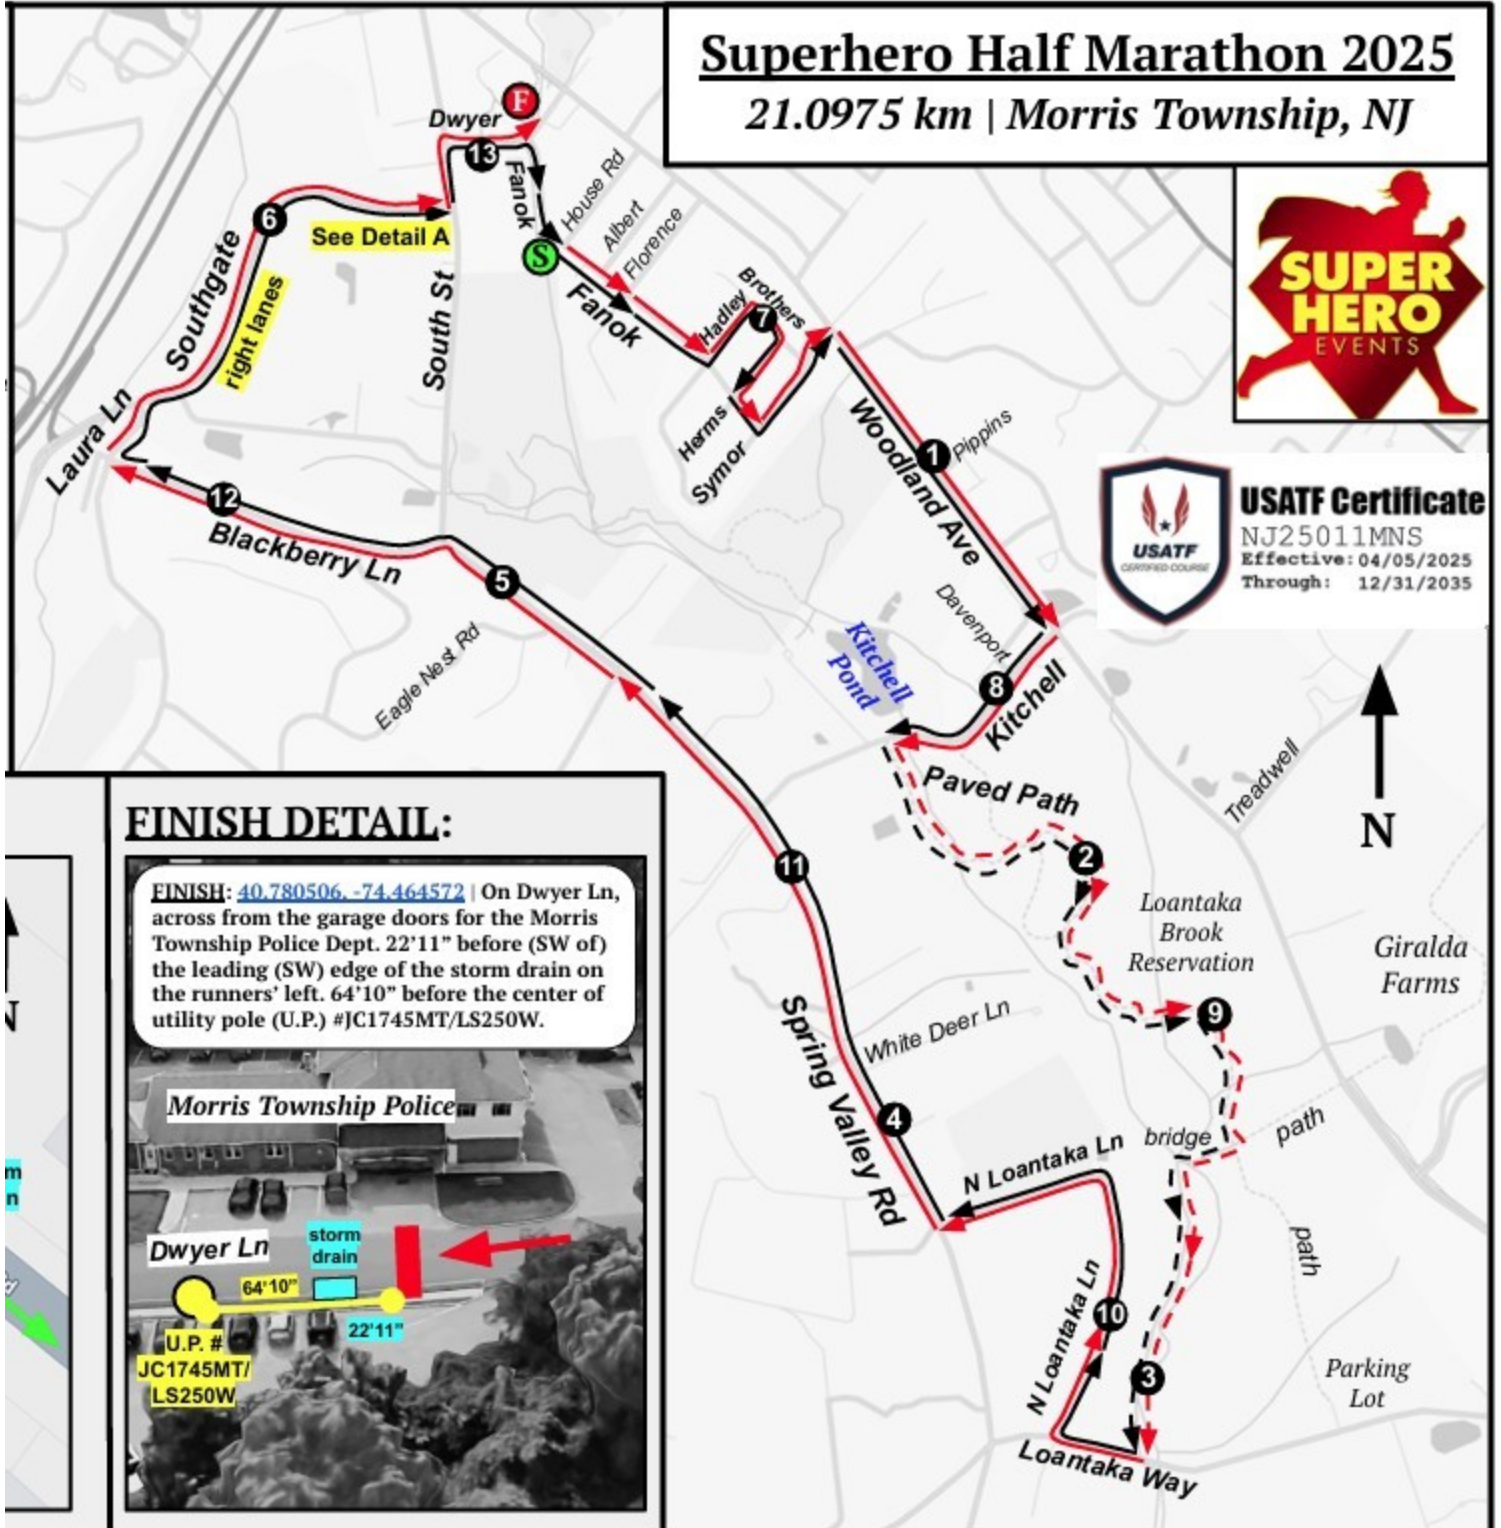 Superhero Half Marathon 2025
21.0975 km | Morris Township, NJ
SUPER
HERO
EVENTS
USATF
CERTIFIED COURSE
USATF Certificate
NJ25011MNS
Effective: 04/05/2025
Through: 12/31/2035
F
Dwyer
13
Fanok
House Rd
Albert
Florence
6
See Detail A
S
Southgate
right lanes
South St
Fanok
Hadley
Brothers
7
Laura Ln
Herms
Symor
Woodland Ave
1
Pippins
12
Blackberry Ln
5
Eagle Nest Rd
Davenport
Kitchell
Pond
8
Kitchell
Treadwell
N
Paved Path
2
11
Loantaka
Brook
Reservation
Giralda
Farms
9
Spring Valley Rd
White Deer Ln
4
N Loantaka Ln
bridge
path
path
N Loantaka Ln
10
3
Parking
Lot
Loantaka Way
FINISH DETAIL:
FINISH: 40.780506, -74.464572 | On Dwyer Ln,
across from the garage doors for the Morris
Township Police Dept. 22'11" before (SW of)
the leading (SW) edge of the storm drain on
the runners' left. 64'10" before the center of
utility pole (U.P.) #JC1745MT/LS250W.
Morris Township Police
Dwyer Ln
storm
drain
64'10"
22'11"
U.P. #
JC1745MT/
LS250W